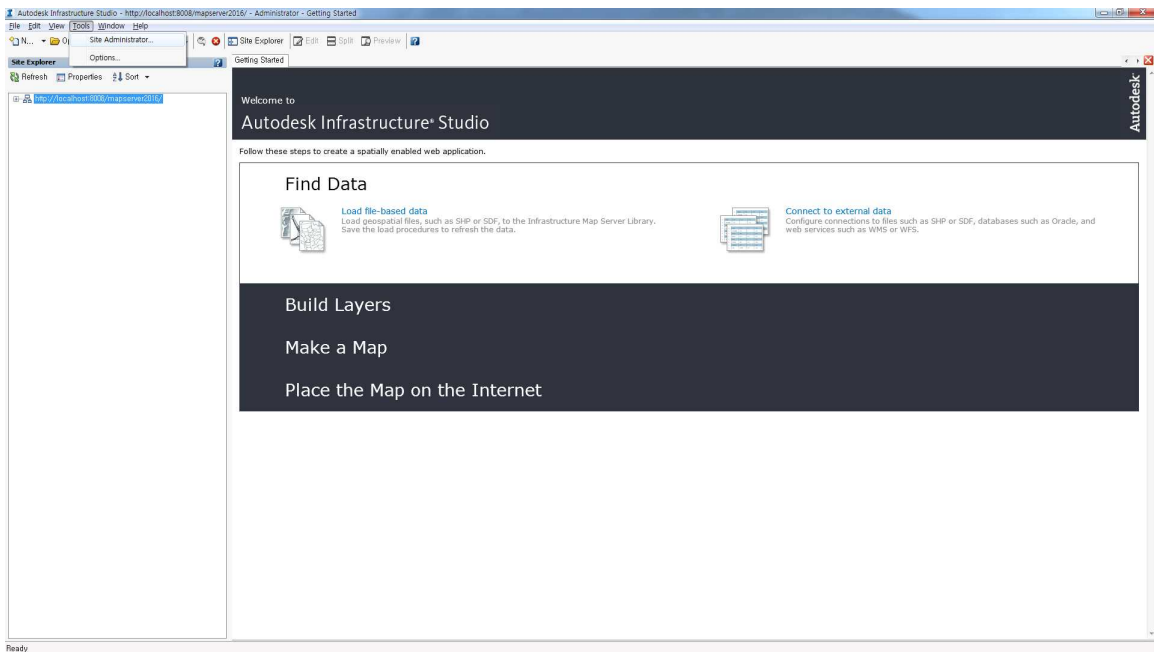 Autodesk Infrastructure Studio - http://localhost:8008/mapserver2016/ - Administrator - Getting Started
File Edit View Tools Window Help
N... Site Explorer Edit Split Preview
Site Administrator...
Options...
Site Explorer
Getting Started
Refresh Properties Sort
http://localhost:8008/mapserver2016/
Welcome to
Autodesk Infrastructure® Studio
Autodesk
Follow these steps to create a spatially enabled web application.
Find Data
Load file-based data
Load geospatial files, such as SHP or SDF, to the Infrastructure Map Server Library.
Save the load procedures to refresh the data.
Connect to external data
Configure connections to files such as SHP or SDF, databases such as Oracle, and
web services such as WMS or WFS.
Build Layers
Make a Map
Place the Map on the Internet
Ready